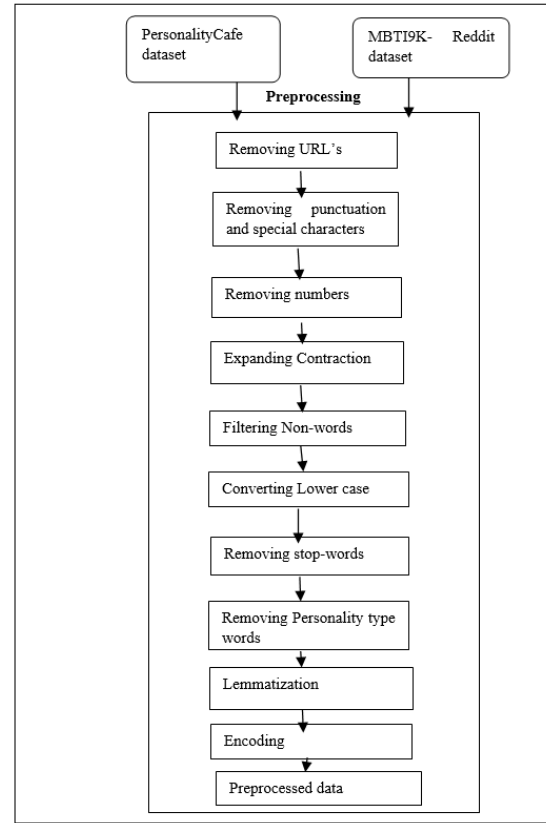 PersonalityCafe
dataset
MBTI9K- Reddit
dataset
Preprocessing
Removing URL's
Removing punctuation
and special characters
Removing numbers
Expanding Contraction
Filtering Non-words
Converting Lower case
Removing stop-words
Removing Personality type
words
Lemmatization
Encoding
Preprocessed data